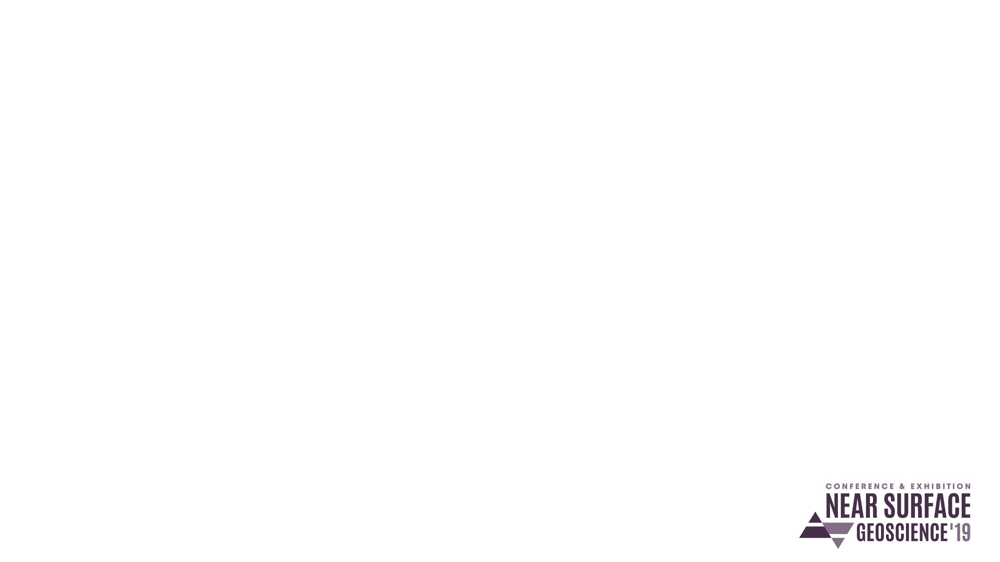 CONFERENCE & EXHIBITION
NEAR SURFACE
GEOSCIENCE'19